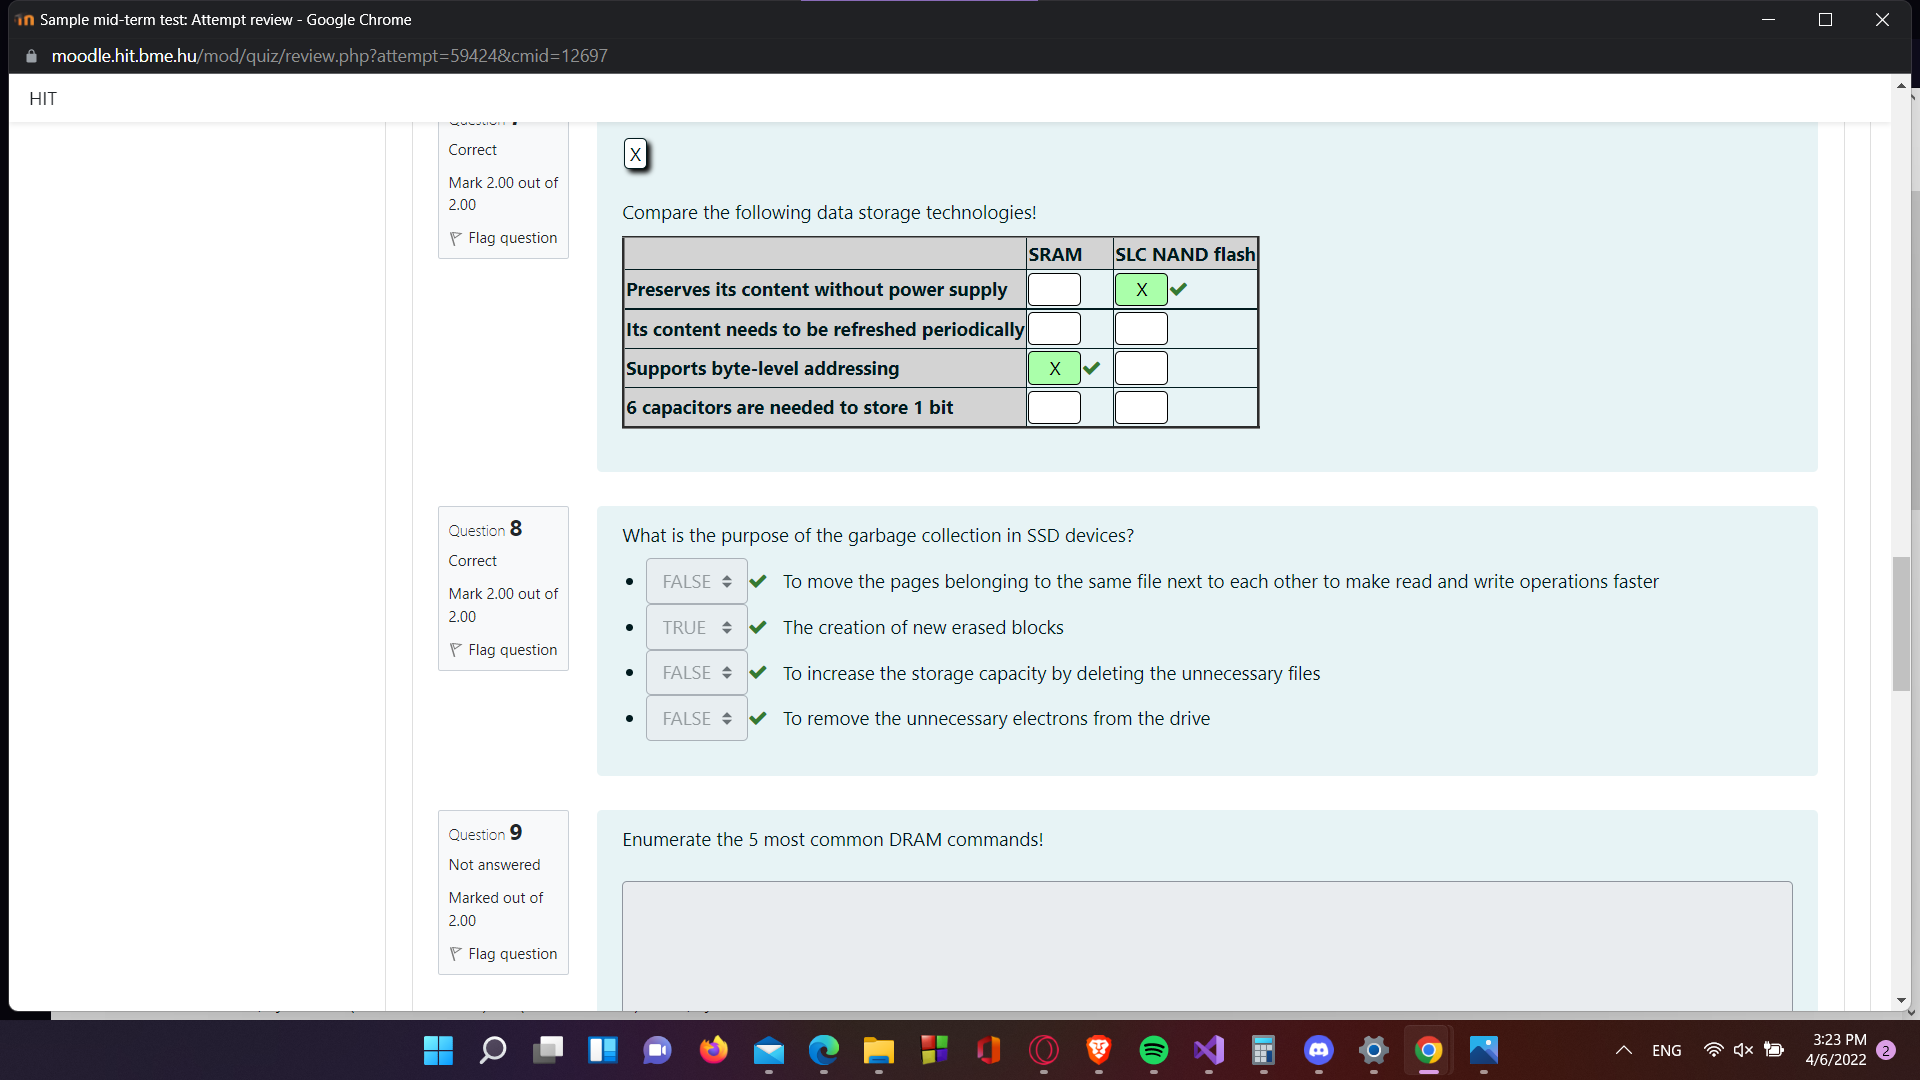 Sample mid-term test: Attempt review - Google Chrome
moodle.hit.bme.hu/mod/quiz/review.php?attempt=59424&cmid=12697
HIT
Question 7
Correct
Mark 2.00 out of
2.00
Flag question
X
Compare the following data storage technologies!
SRAM SLC NAND flash
Preserves its content without power supply X
Its content needs to be refreshed periodically
Supports byte-level addressing X
6 capacitors are needed to store 1 bit
Question 8
Correct
Mark 2.00 out of
2.00
Flag question
What is the purpose of the garbage collection in SSD devices?
FALSE To move the pages belonging to the same file next to each other to make read and write operations faster
TRUE The creation of new erased blocks
FALSE To increase the storage capacity by deleting the unnecessary files
FALSE To remove the unnecessary electrons from the drive
Question 9
Not answered
Marked out of
2.00
Flag question
Enumerate the 5 most common DRAM commands!
ENG
3:23 PM
4/6/2022
2